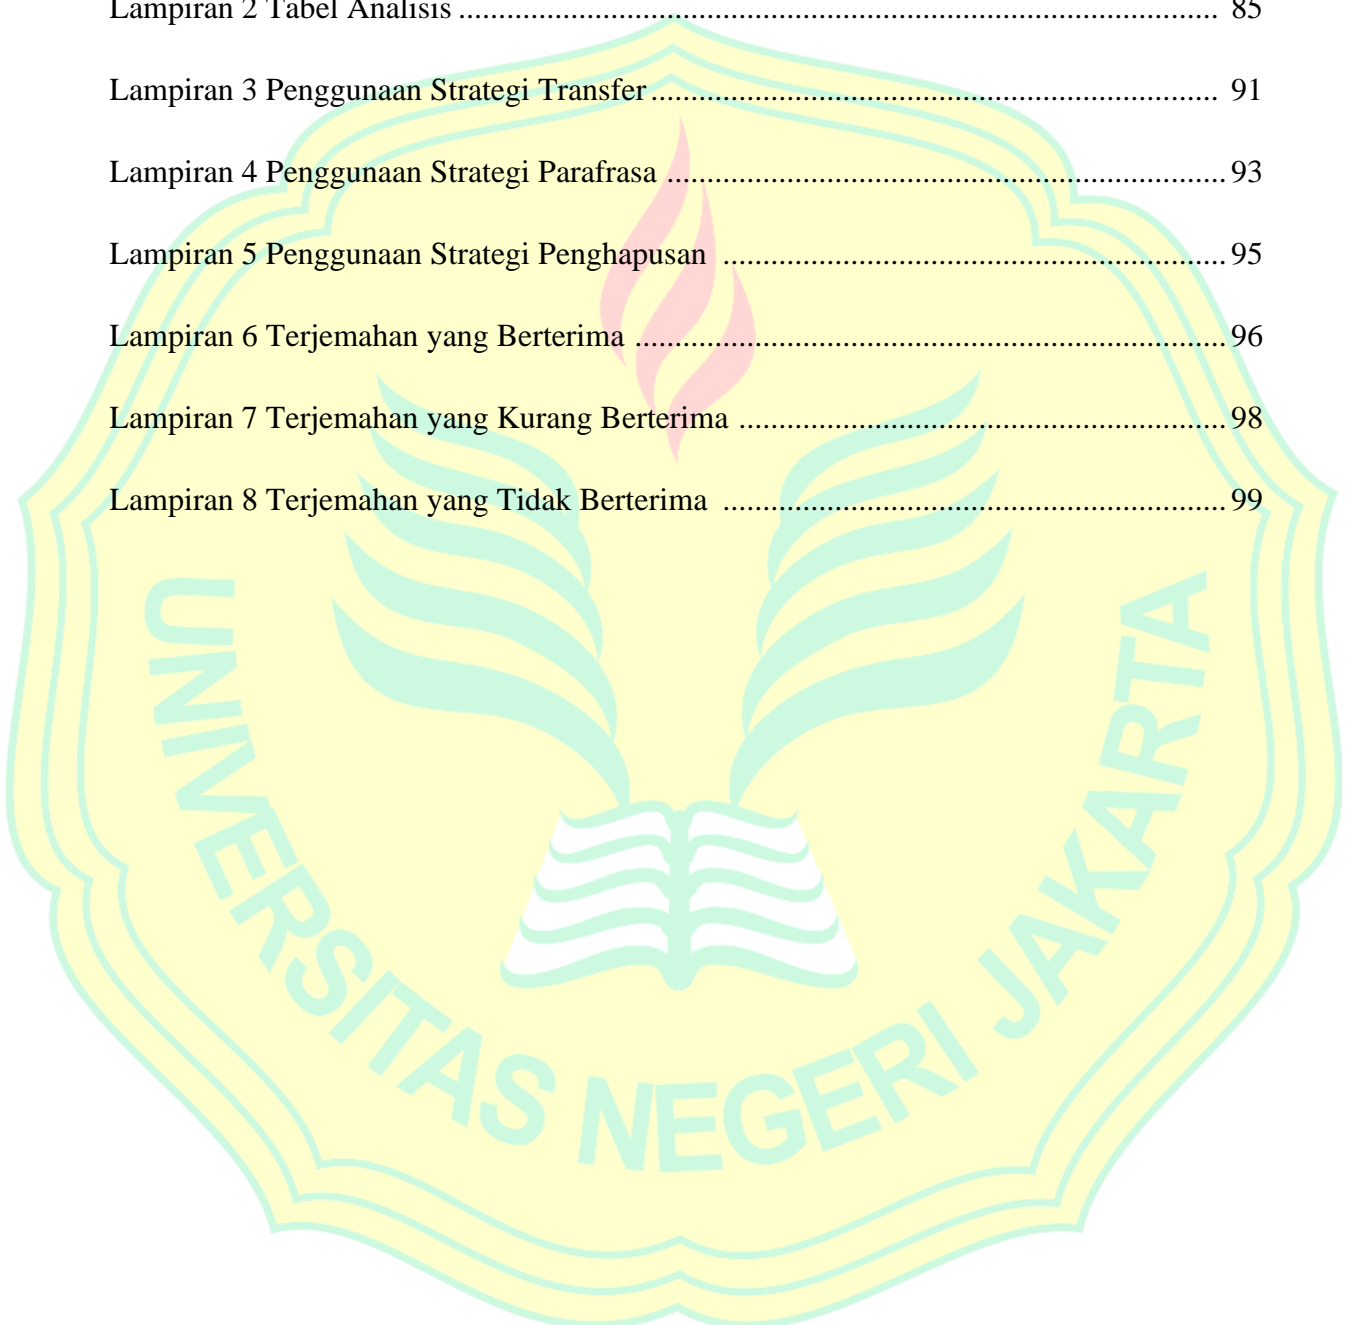 Lampiran 2 Tabel Analisis ............................................................................................... 85
Lampiran 3 Penggunaan Strategi Transfer ....................................................................... 91
Lampiran 4 Penggunaan Strategi Parafrasa ...................................................................... 93
Lampiran 5 Penggunaan Strategi Penghapusan ............................................................... 95
Lampiran 6 Terjemahan yang Berterima .......................................................................... 96
Lampiran 7 Terjemahan yang Kurang Berterima ............................................................. 98
Lampiran 8 Terjemahan yang Tidak Berterima ............................................................... 99
UNIVERSITAS NEGERI JAKARTA